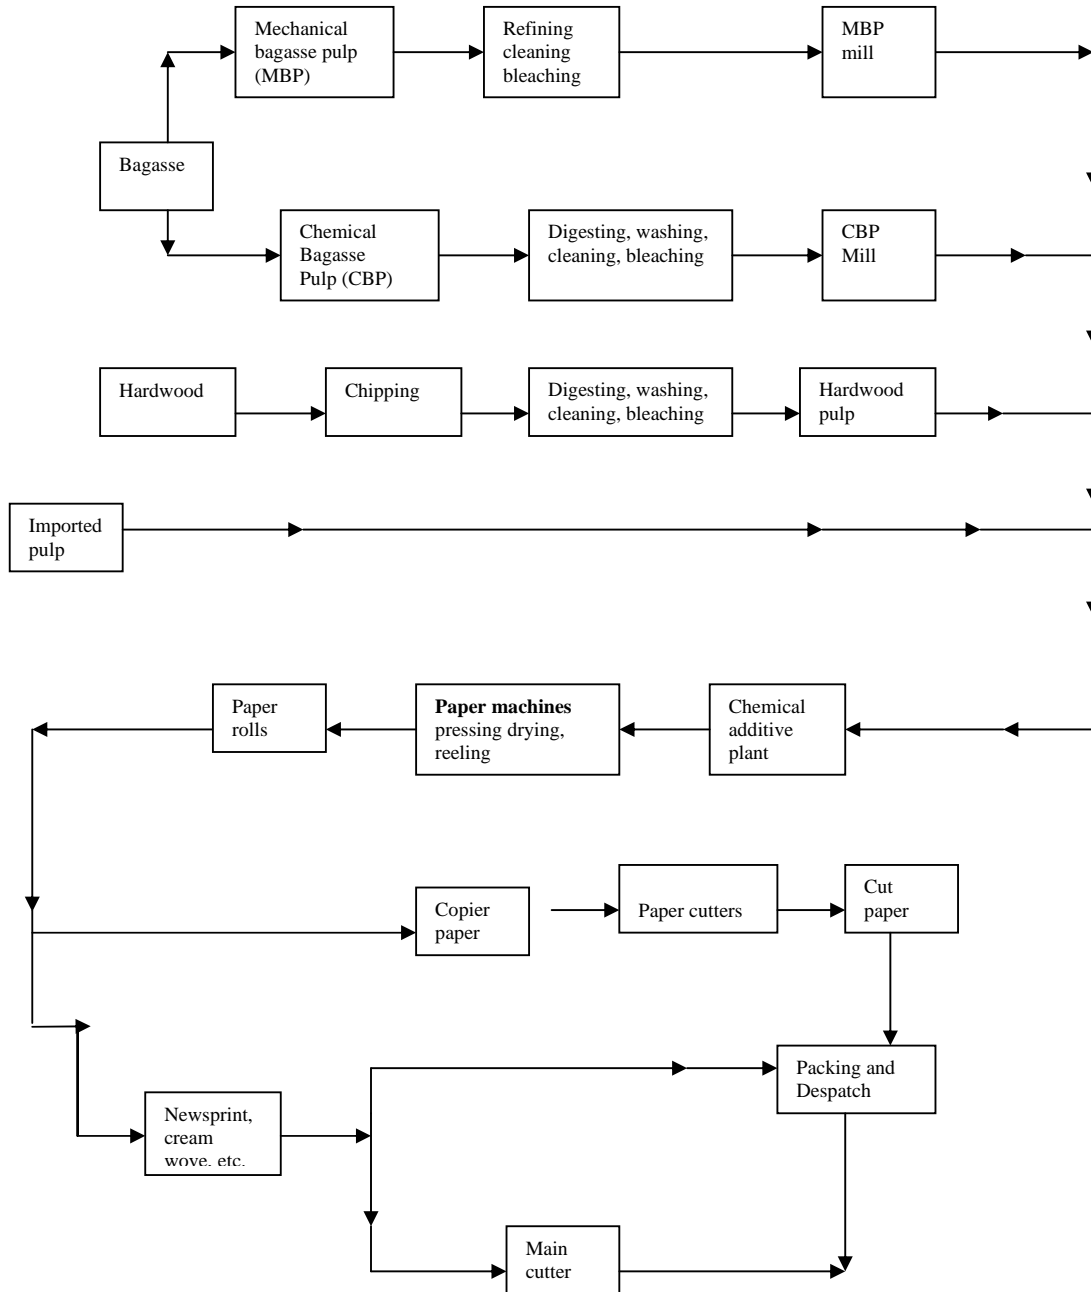 Mechanical
bagasse pulp
(MBP)
Refining
cleaning
bleaching
MBP
mill
Bagasse
Chemical
Bagasse
Pulp (CBP)
Digesting, washing,
cleaning, bleaching
CBP
Mill
Hardwood
Chipping
Digesting, washing,
cleaning, bleaching
Hardwood
pulp
Imported
pulp
Paper
rolls
Paper machines
pressing drying,
reeling
Chemical
additive
plant
Copier
paper
Paper cutters
Cut
paper
Packing and
Despatch
Newsprint,
cream
wove, etc.
Main
cutter